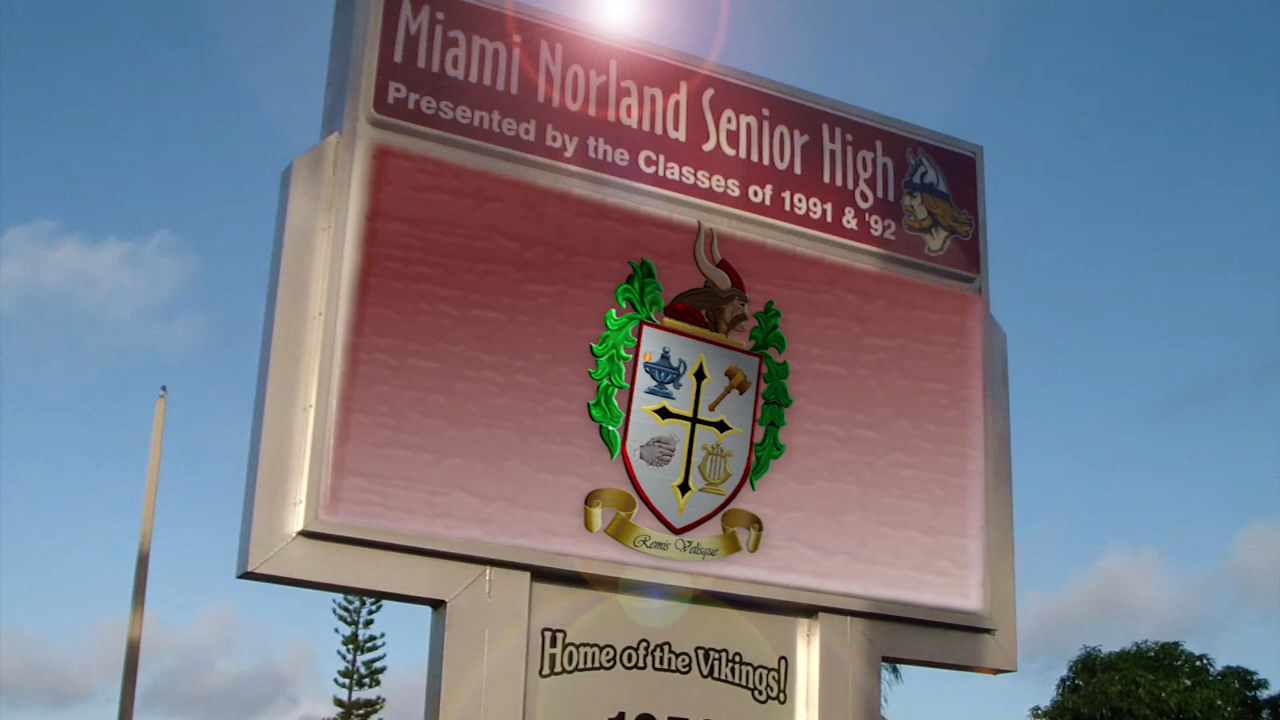 Miami Norland Senior High
Presented by the Classes of 1991 & '92
Remis Velisque
Home of the Vikings!